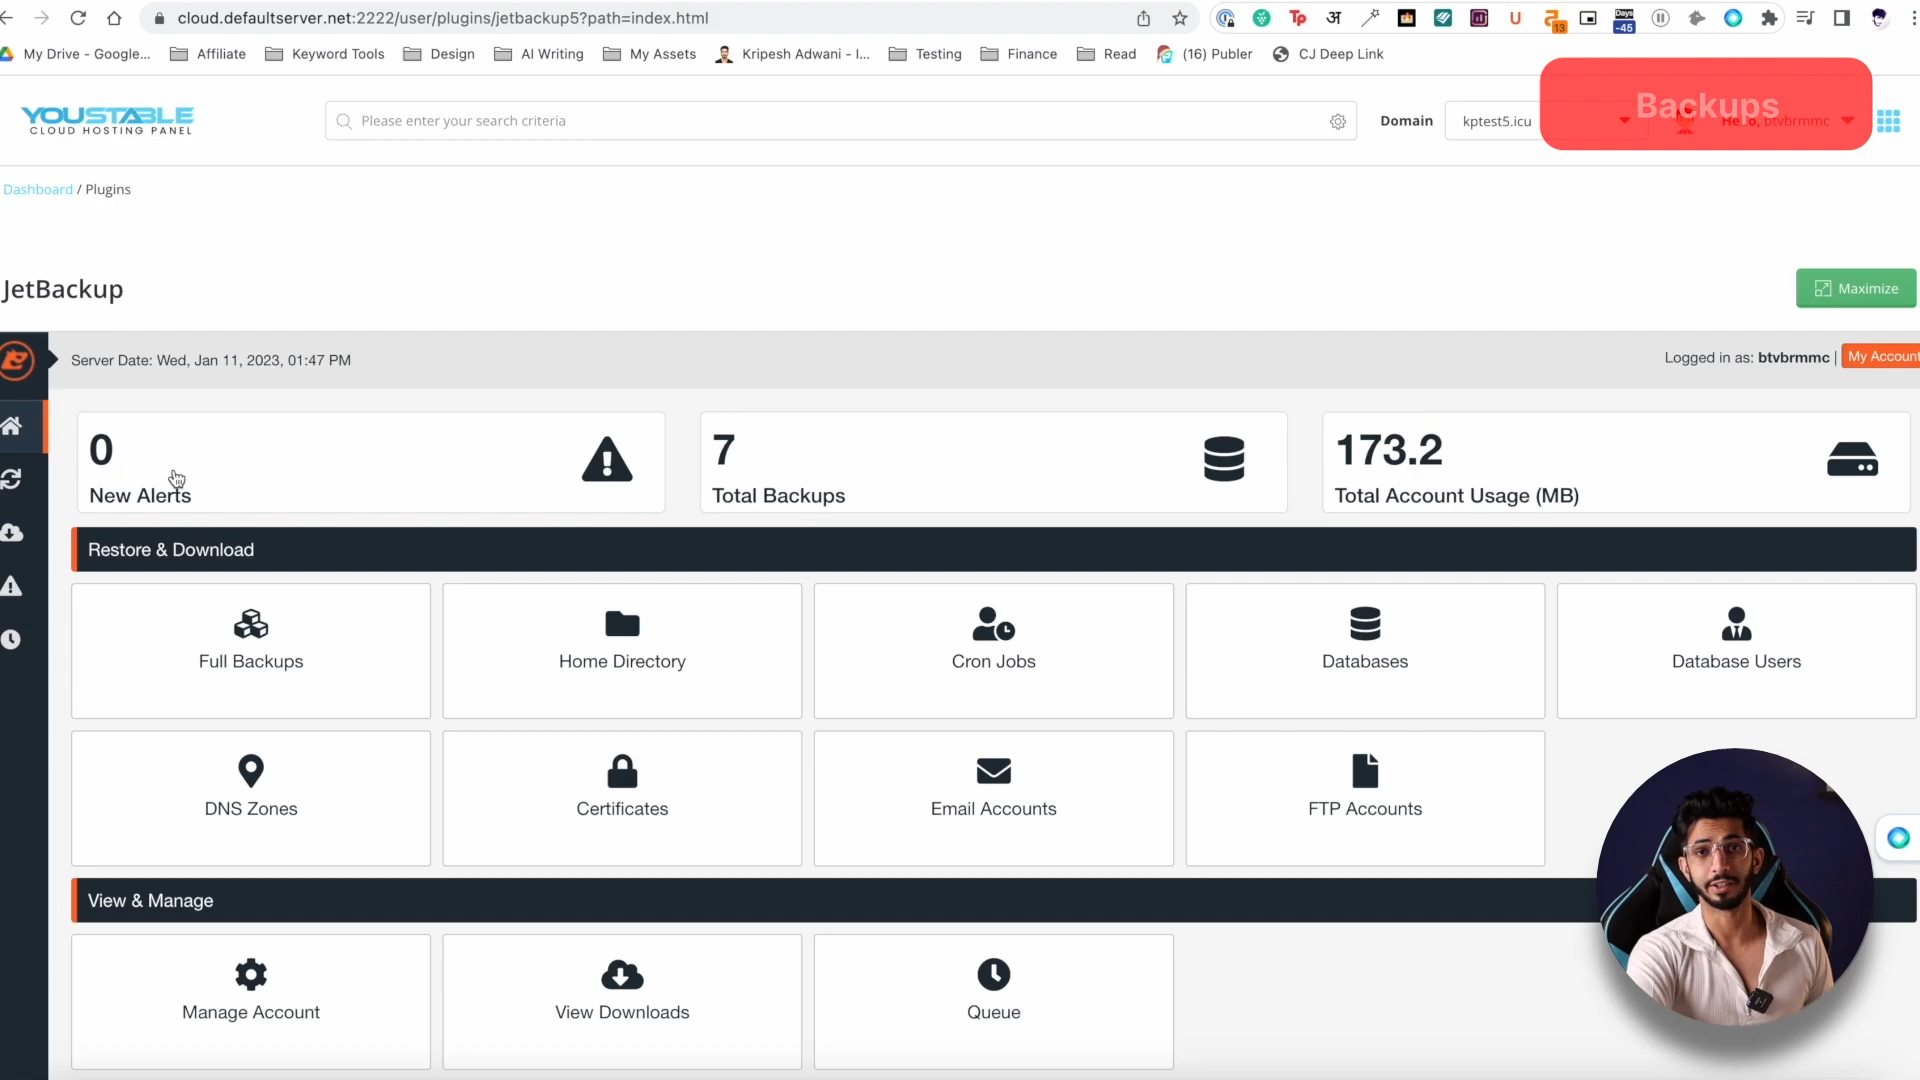 cloud.defaultserver.net:2222/user/plugins/jetbackup5?path=index.html
Tp
अ
U
13
Days
-45
My Drive - Google...
Affiliate
Keyword Tools
Design
AI Writing
My Assets
Kripesh Adwani - I...
Testing
Finance
Read
(16) Publer
CJ Deep Link
YOUSTABLE
CLOUD HOSTING PANEL
Please enter your search criteria
Domain
kptest5.icu
Backups
Hello, btvbrmmc
Dashboard / Plugins
JetBackup
Maximize
Server Date: Wed, Jan 11, 2023, 01:47 PM
Logged in as: btvbrmmc |
My Account
0
New Alerts
7
Total Backups
173.2
Total Account Usage (MB)
Restore & Download
Full Backups
Home Directory
Cron Jobs
Databases
Database Users
DNS Zones
Certificates
Email Accounts
FTP Accounts
View & Manage
Manage Account
View Downloads
Queue